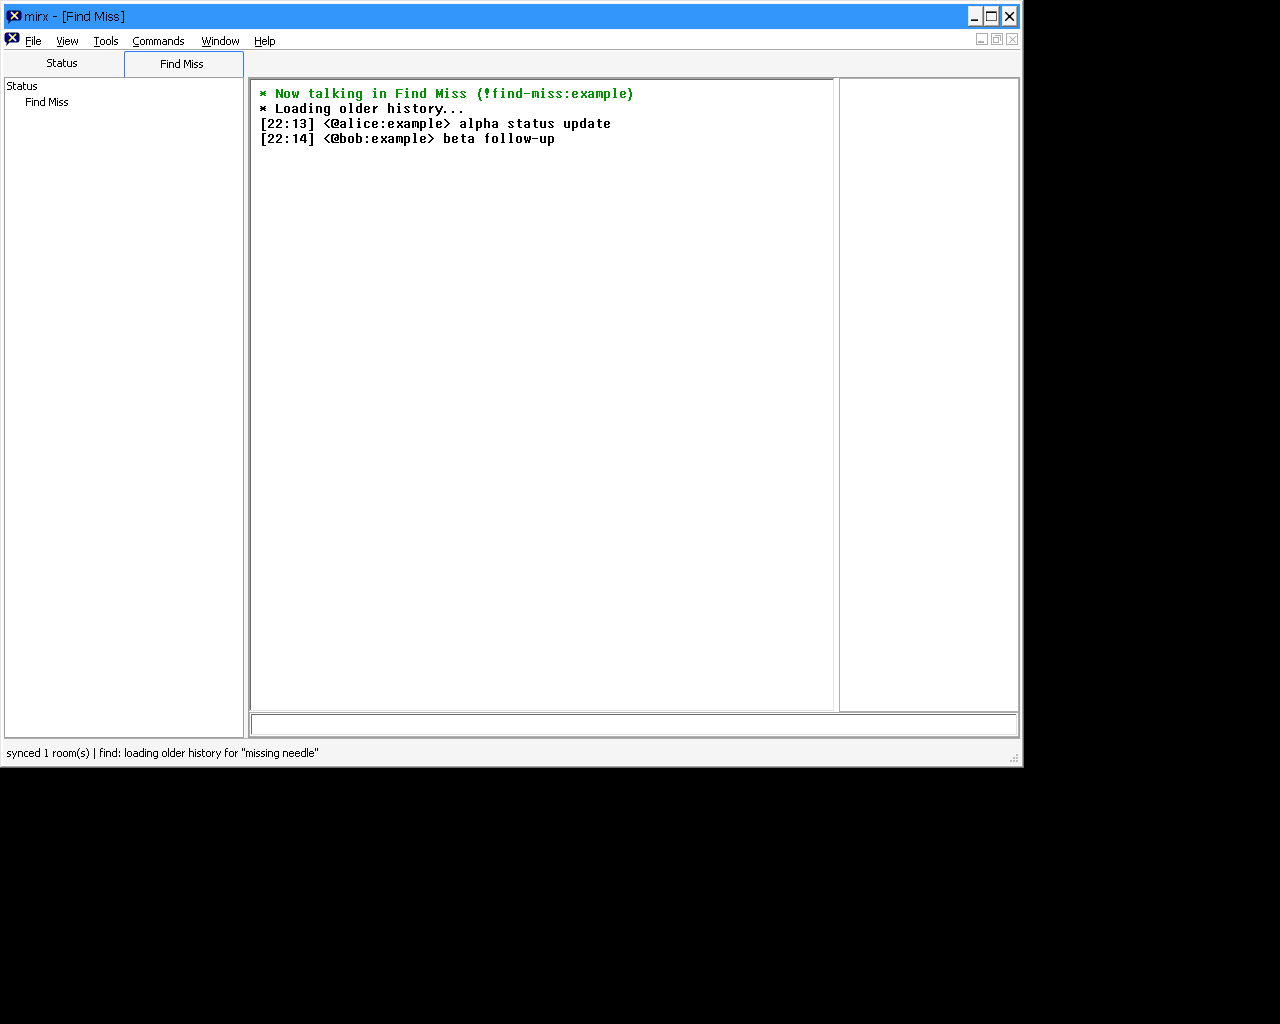 mirx - [Find Miss]
File View Tools Commands Window Help
Status Find Miss
Status
Find Miss
* Now talking in Find Miss (!find-miss:example)
* Loading older history...
[22:13] <@alice:example> alpha status update
[22:14] <@bob:example> beta follow-up
synced 1 room(s) | find: loading older history for "missing needle"